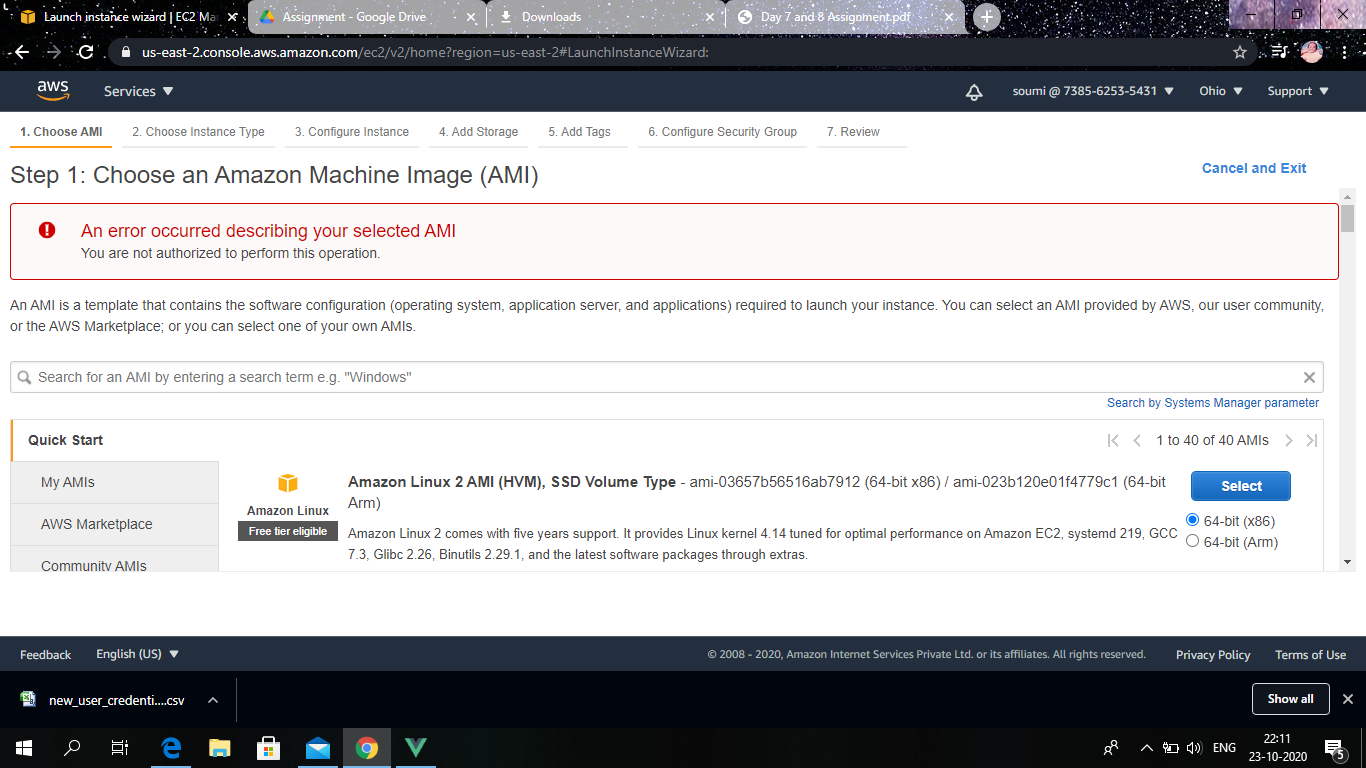 Launch instance wizard | EC2 Ma
Assignment - Google Drive
Downloads
Day 7 and 8 Assignment.pdf
us-east-2.console.aws.amazon.com/ec2/v2/home?region=us-east-2#LaunchInstanceWizard:
aws
Services
soumi @ 7385-6253-5431
Ohio
Support
1. Choose AMI
2. Choose Instance Type
3. Configure Instance
4. Add Storage
5. Add Tags
6. Configure Security Group
7. Review
Step 1: Choose an Amazon Machine Image (AMI)
Cancel and Exit
An error occurred describing your selected AMI
You are not authorized to perform this operation.
An AMI is a template that contains the software configuration (operating system, application server, and applications) required to launch your instance. You can select an AMI provided by AWS, our user community,
or the AWS Marketplace; or you can select one of your own AMIs.
Search for an AMI by entering a search term e.g. "Windows"
Search by Systems Manager parameter
Quick Start
1 to 40 of 40 AMIs
My AMIs
AWS Marketplace
Community AMIs
Amazon Linux
Free tier eligible
Amazon Linux 2 AMI (HVM), SSD Volume Type - ami-03657b56516ab7912 (64-bit x86) / ami-023b120e01f4779c1 (64-bit
Arm)
Amazon Linux 2 comes with five years support. It provides Linux kernel 4.14 tuned for optimal performance on Amazon EC2, systemd 219, GCC
7.3, Glibc 2.26, Binutils 2.29.1, and the latest software packages through extras.
Select
64-bit (x86)
64-bit (Arm)
Feedback
English (US)
© 2008 - 2020, Amazon Internet Services Private Ltd. or its affiliates. All rights reserved.
Privacy Policy
Terms of Use
new_user_credenti....csv
Show all
ENG
22:11
23-10-2020
5